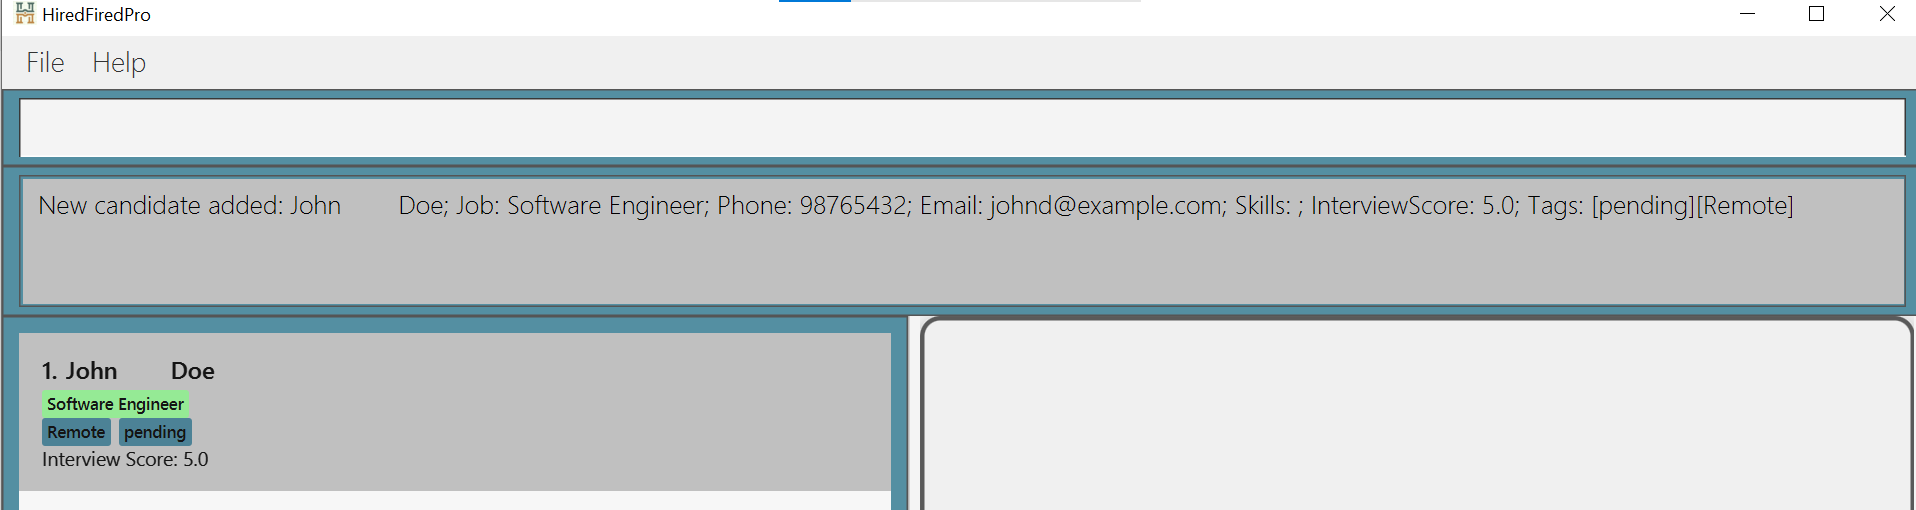 HiredFiredPro
File Help
New candidate added: John        Doe; Job: Software Engineer; Phone: 98765432; Email: johnd@example.com; Skills: ; InterviewScore: 5.0; Tags: [pending][Remote]
1. John        Doe
Software Engineer
Remote pending
Interview Score: 5.0